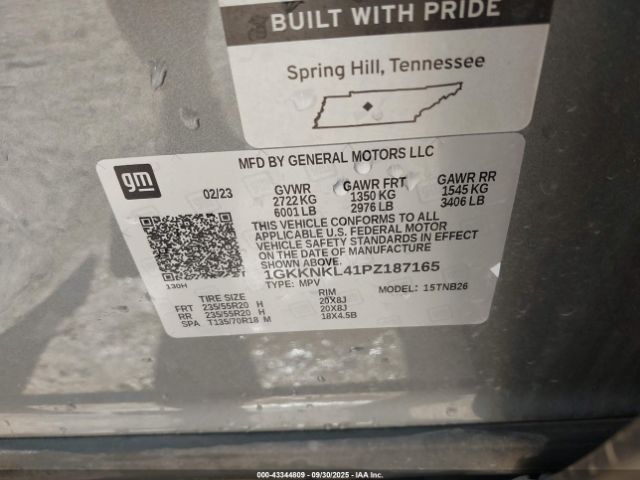 BUILT WITH PRIDE
Spring Hill, Tennessee
MFD BY GENERAL MOTORS LLC
gm
02/23 GVWR GAWR FRT GAWR RR
2722 KG 1350 KG 1545 KG
6001 LB 2976 LB 3406 LB
THIS VEHICLE CONFORMS TO ALL
APPLICABLE U.S. FEDERAL MOTOR
VEHICLE SAFETY STANDARDS IN EFFECT
ON THE DATE OF MANUFACTURE
SHOWN ABOVE.
1GKKNKL41PZ187165
130H
TYPE: MPV MODEL: 15TNB26
TIRE SIZE RIM
FRT 235/55R20 H 20X8J
RR 235/55R20 H 20X8J
SPA T135/70R18 M 18X4.5B
000-43344809 - 09/30/2025 - IAA Inc.